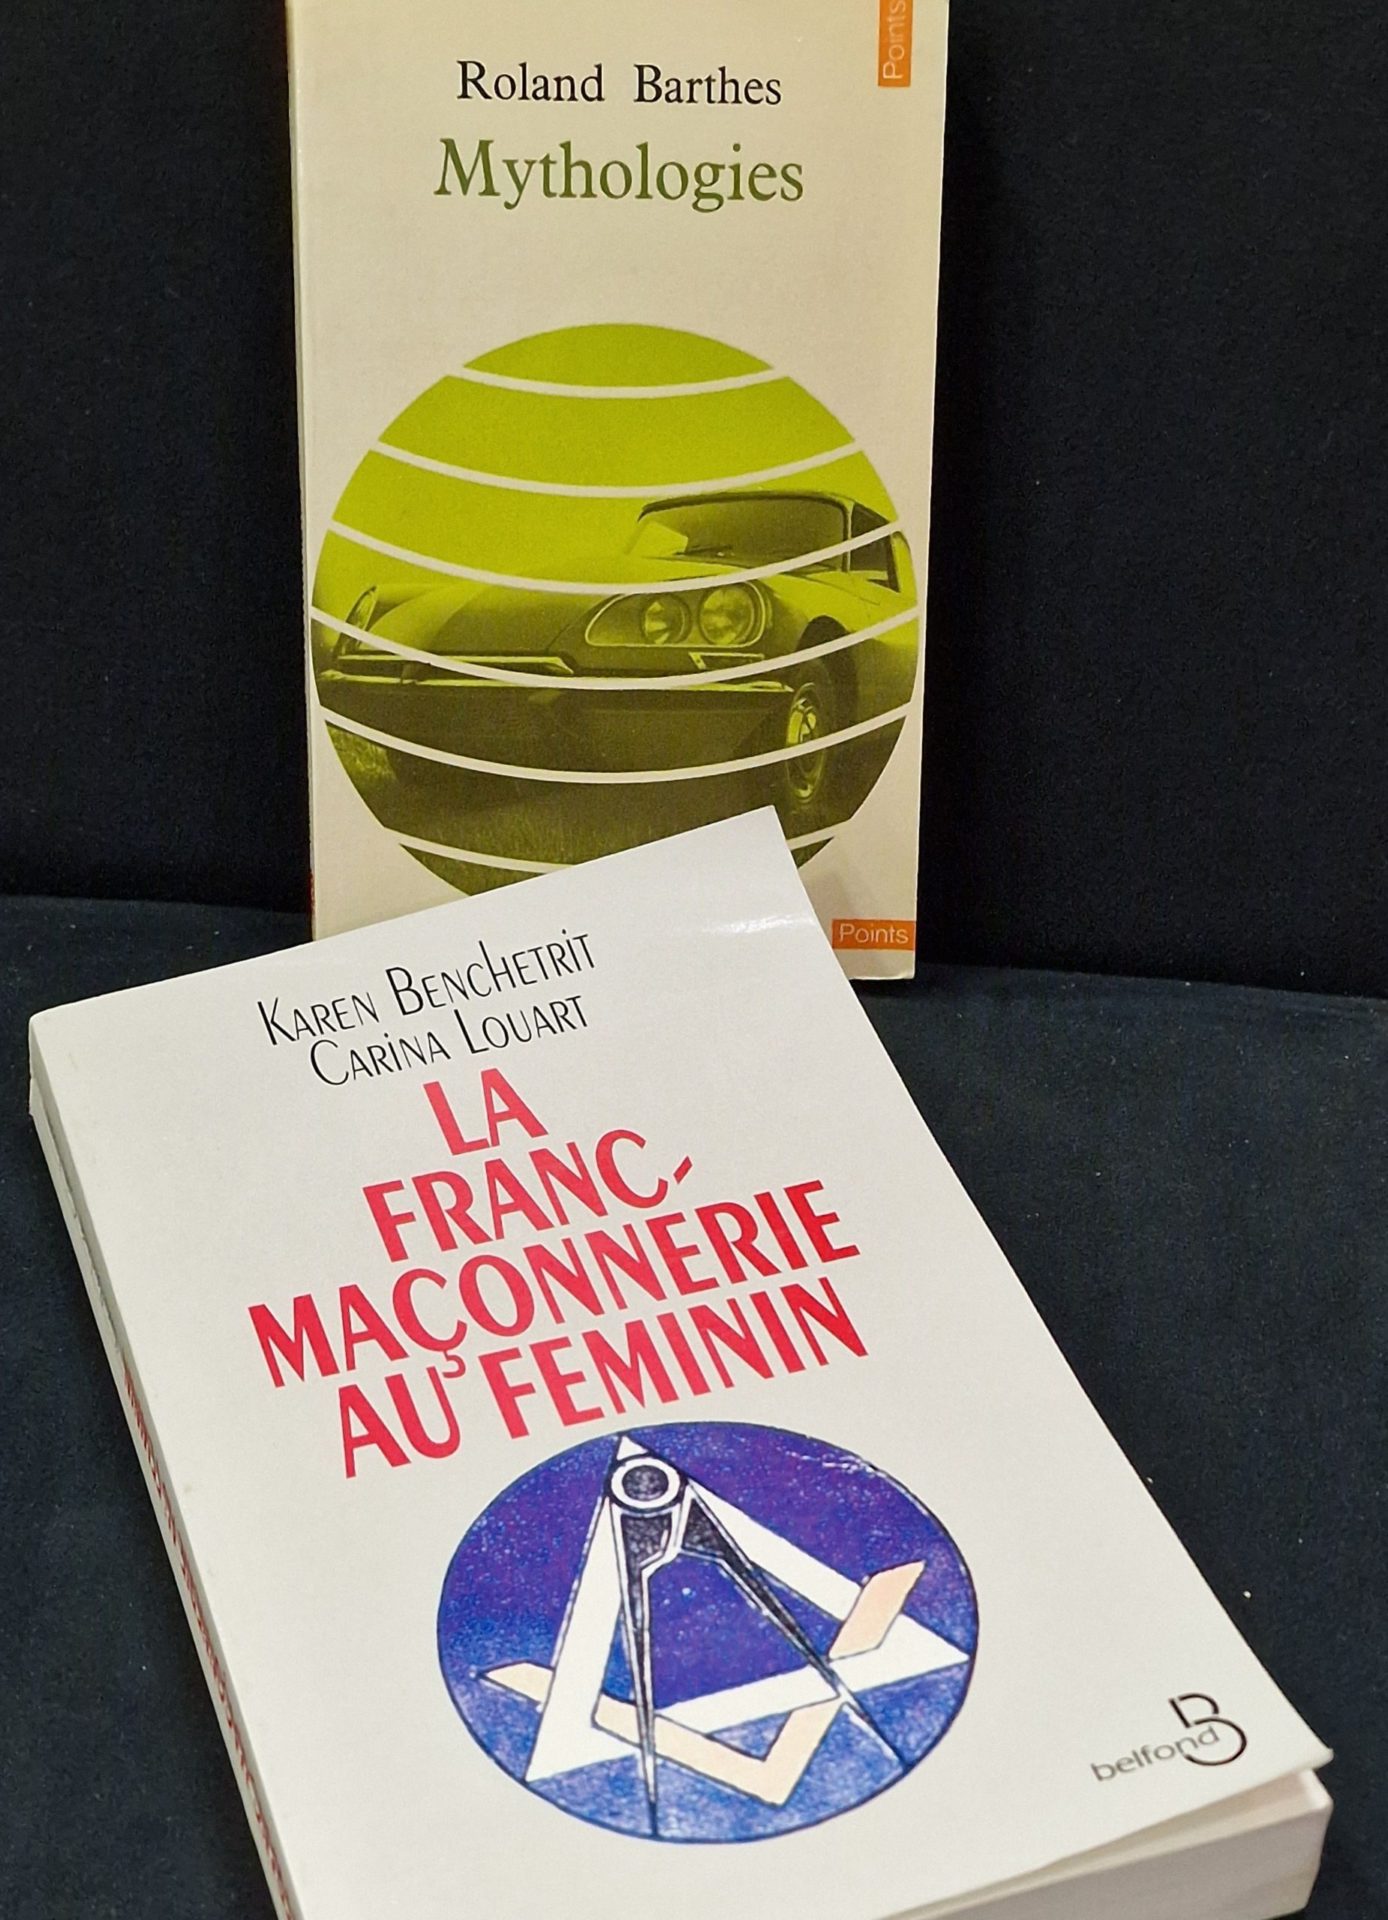 Points
Roland Barthes
Mythologies
Points
KAREN BENCHETRIT
CARINA LOUART
LA
FRANC-
MAÇONNERIE
AU FEMININ
belfond